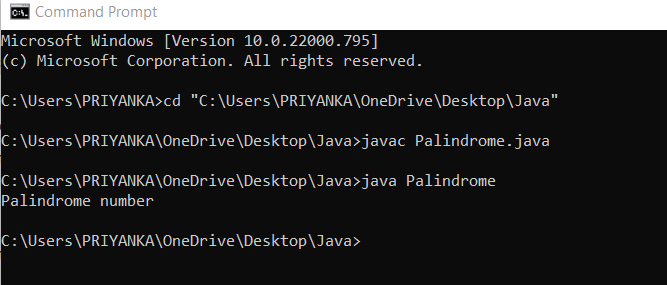 Command Prompt
Microsoft Windows [Version 10.0.22000.795]
(c) Microsoft Corporation. All rights reserved.
C:\Users\PRIYANKA>cd "C:\Users\PRIYANKA\OneDrive\Desktop\Java"
C:\Users\PRIYANKA\OneDrive\Desktop\Java>javac Palindrome.java
C:\Users\PRIYANKA\OneDrive\Desktop\Java>java Palindrome
Palindrome number
C:\Users\PRIYANKA\OneDrive\Desktop\Java>